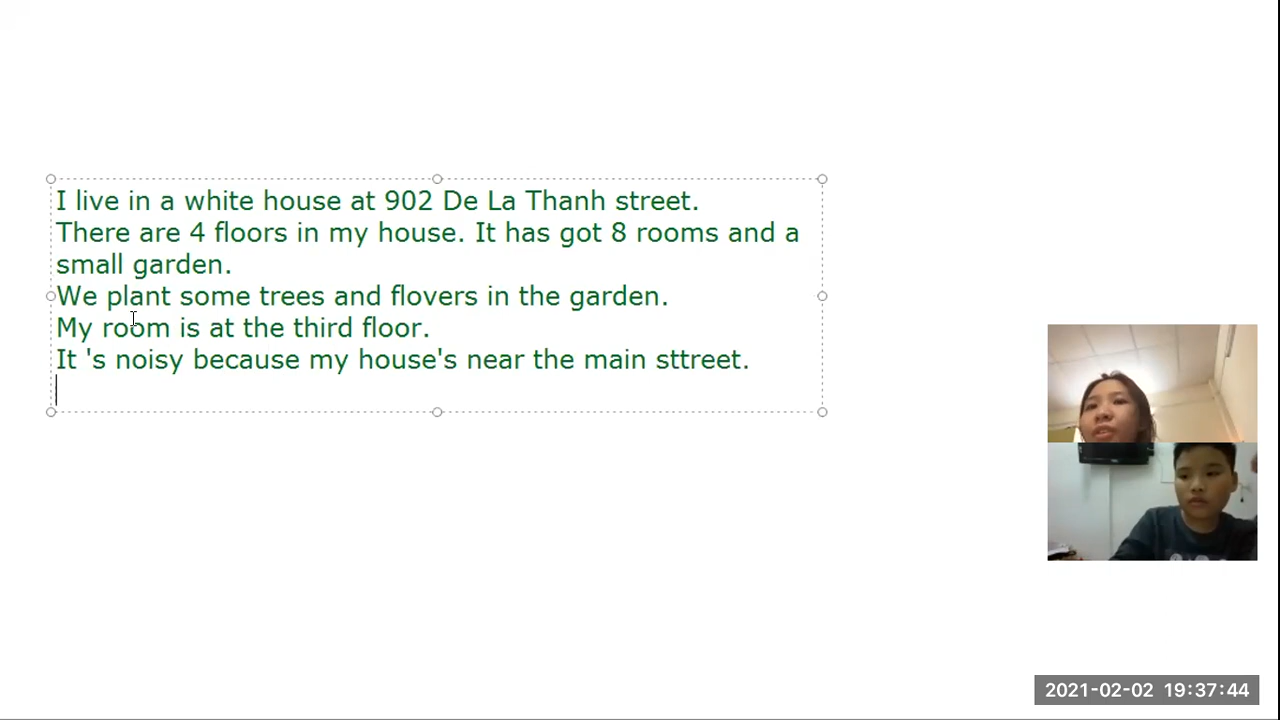 I live in a white house at 902 De La Thanh street.
There are 4 floors in my house. It has got 8 rooms and a
small garden.
We plant some trees and flovers in the garden.
My room is at the third floor.
It 's noisy because my house's near the main sttreet.
2021-02-02 19:37:44